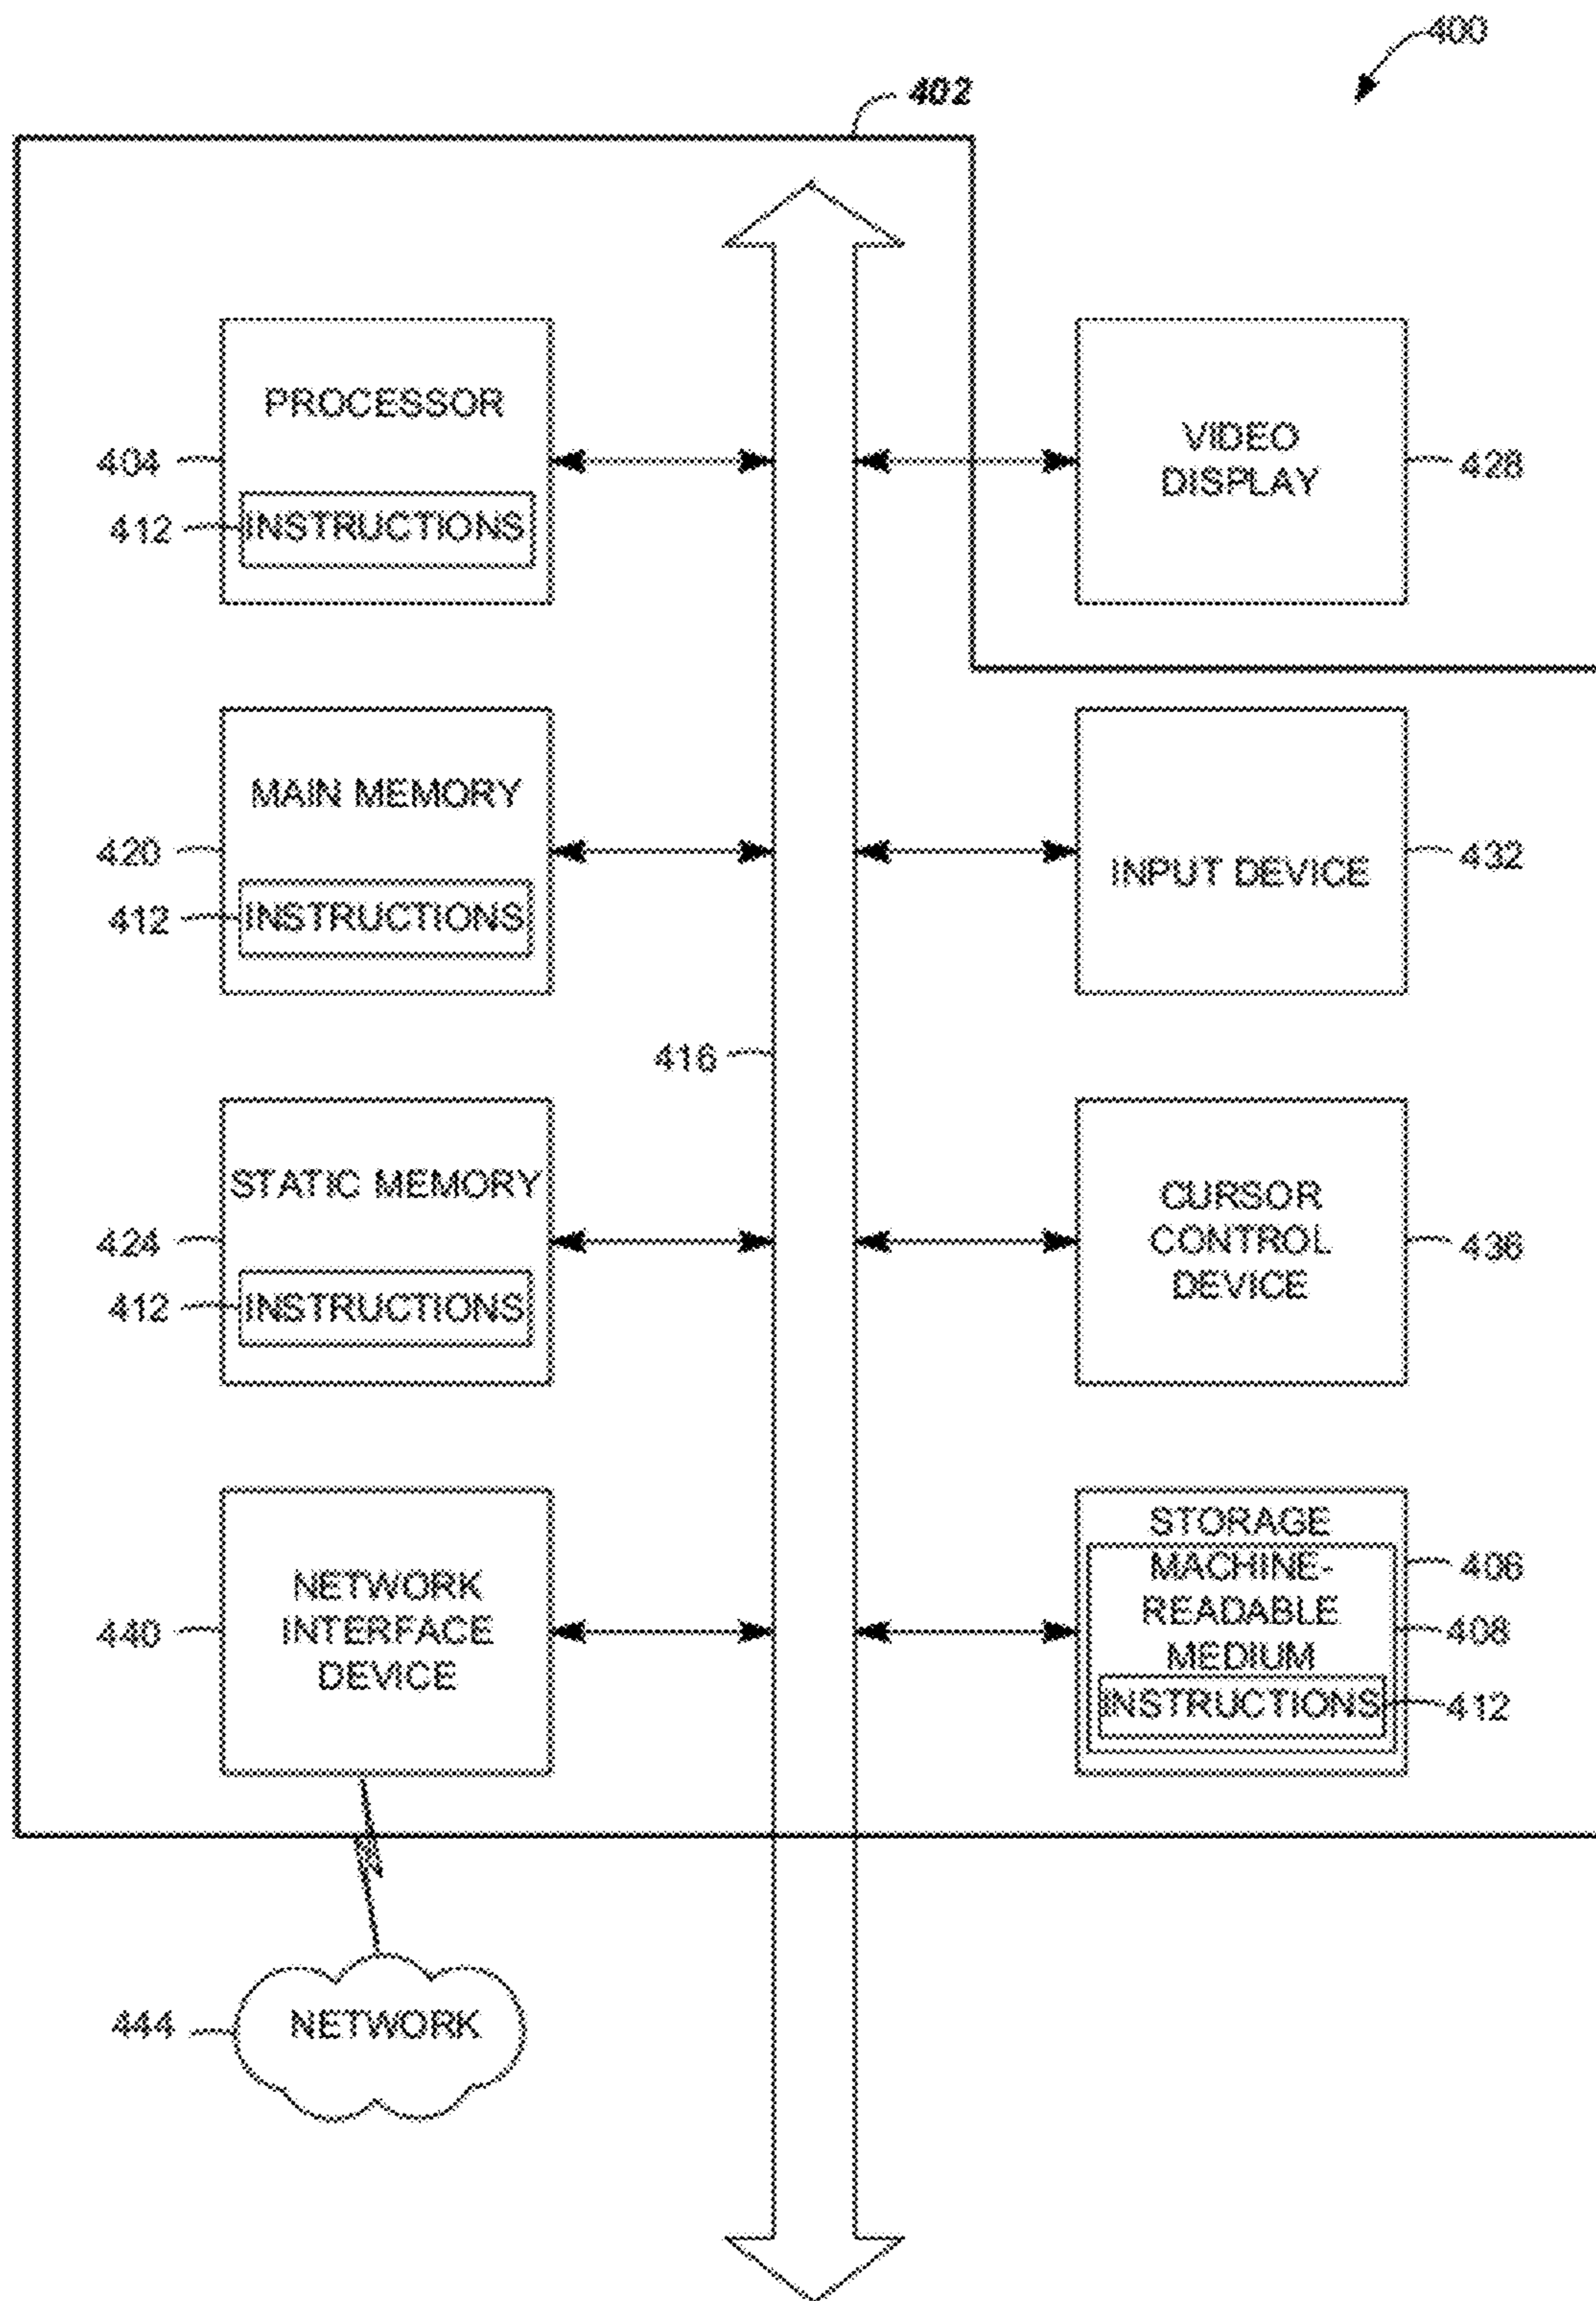 400
402
PROCESSOR
404
412
INSTRUCTIONS
VIDEO
DISPLAY
428
MAIN MEMORY
420
412
INSTRUCTIONS
INPUT DEVICE
432
416
STATIC MEMORY
424
412
INSTRUCTIONS
CURSOR
CONTROL
DEVICE
436
NETWORK
INTERFACE
DEVICE
440
STORAGE
MACHINE-
READABLE
MEDIUM
INSTRUCTIONS
406
408
412
444
NETWORK